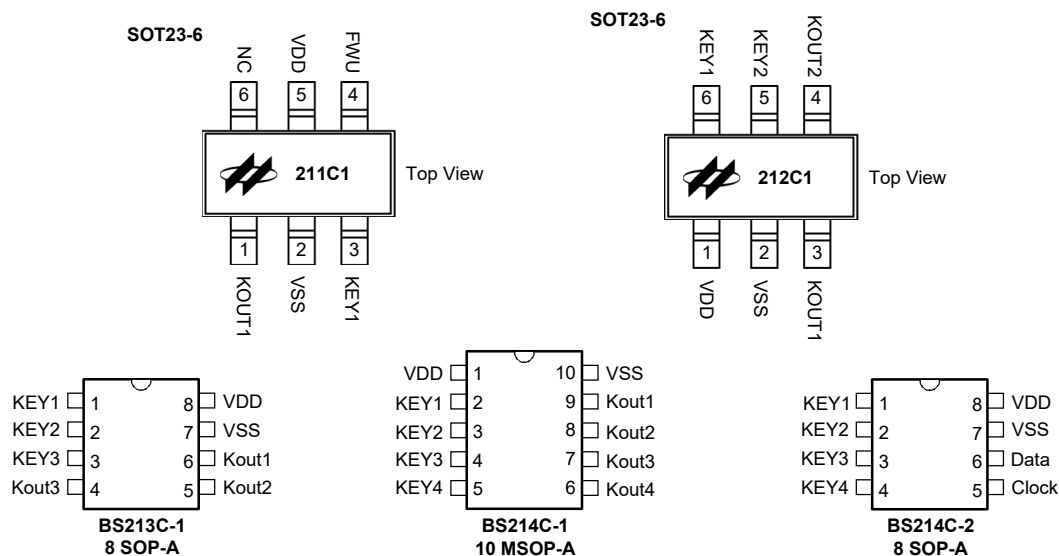 SOT23-6
NC VDD FWU
6 5 4
211C1
Top View
1 2 3
KOUT1 VSS KEY1
SOT23-6
KEY1 KEY2 KOUT2
6 5 4
212C1
Top View
1 2 3
VDD VSS KOUT1
KEY1 1 8 VDD
KEY2 2 7 VSS
KEY3 3 6 Kout1
Kout3 4 5 Kout2
BS213C-1
8 SOP-A
VDD 1 10 VSS
KEY1 2 9 Kout1
KEY2 3 8 Kout2
KEY3 4 7 Kout3
KEY4 5 6 Kout4
BS214C-1
10 MSOP-A
KEY1 1 8 VDD
KEY2 2 7 VSS
KEY3 3 6 Data
KEY4 4 5 Clock
BS214C-2
8 SOP-A